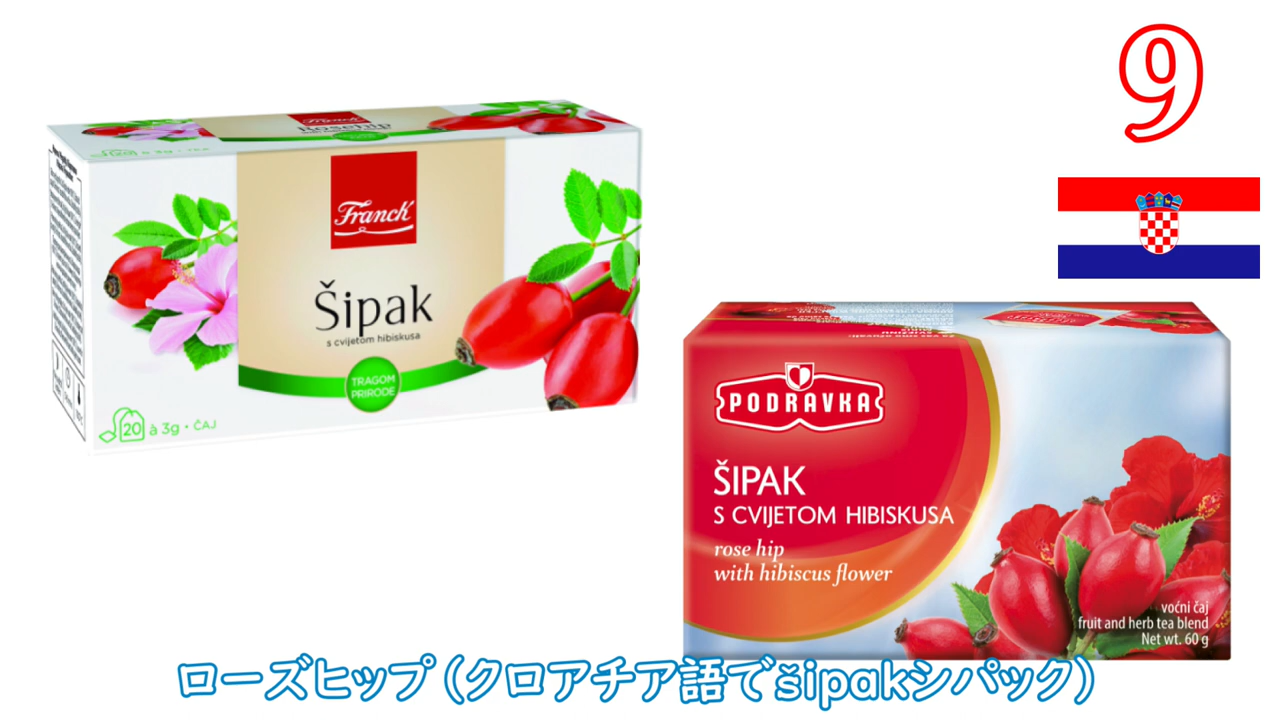 9
Franck
Rosehip
Franck
Šipak
s cvijetom hibiskusa
TRAGOM
PRIRODE
20 à 3g • ČAJ
PODRAVKA
ŠIPAK
S CVIJETOM HIBISKUSA
rose hip
with hibiscus flower
voćni čaj
fruit and herb tea blend
Net wt. 60 g
ローズヒップ(クロアチア語でšipakシパック)